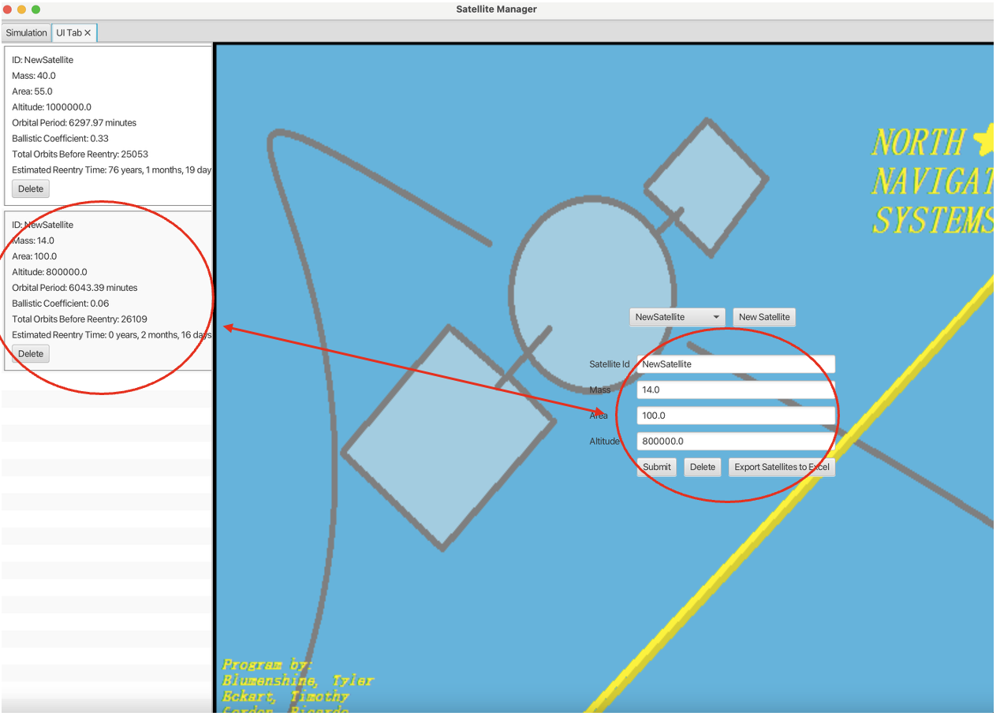 Satellite Manager
Simulation
UI Tab ×
ID: NewSatellite
Mass: 40.0
Area: 55.0
Altitude: 1000000.0
Orbital Period: 6297.97 minutes
Ballistic Coefficient: 0.33
Total Orbits Before Reentry: 25053
Estimated Reentry Time: 76 years, 1 months, 19 day
Delete
ID: NewSatellite
Mass: 14.0
Area: 100.0
Altitude: 800000.0
Orbital Period: 6043.39 minutes
Ballistic Coefficient: 0.06
Total Orbits Before Reentry: 26109
Estimated Reentry Time: 0 years, 2 months, 16 days
Delete
NORTH
NAVIGAT
SYSTEMS
NewSatellite
New Satellite
Satellite Id
NewSatellite
Mass
14.0
Area
100.0
Altitude
800000.0
Submit
Delete
Export Satellites to Excel
Program by:
Blumenshine, Tyler
Eckart, Timothy